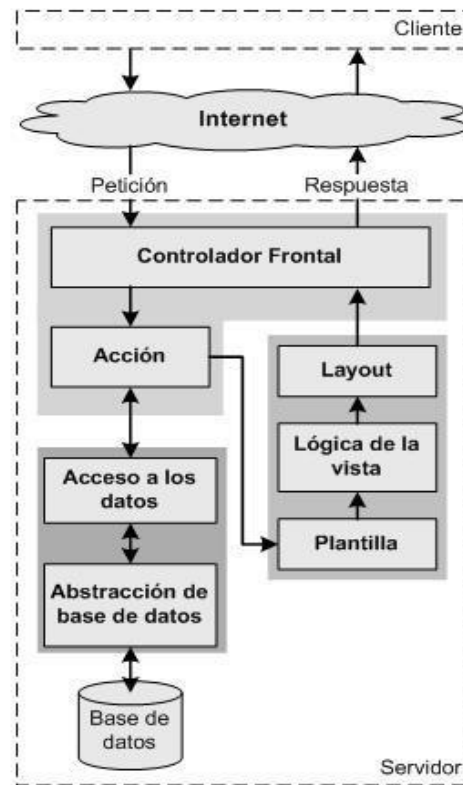 Cliente
Internet
Petición
Respuesta
Controlador Frontal
Acción
Layout
Lógica de la
vista
Acceso a los
datos
Plantilla
Abstracción de
base de datos
Base de
datos
Servidor